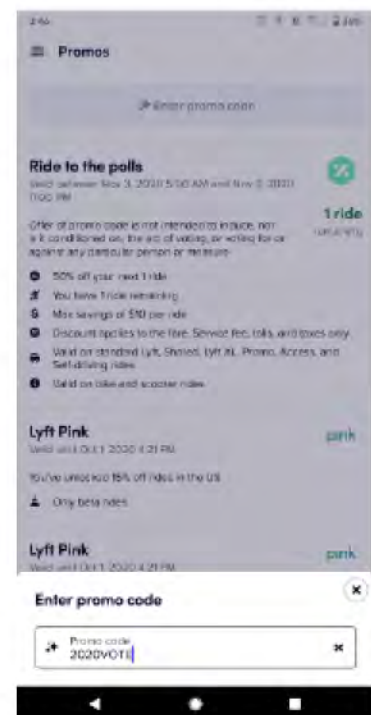 2:46
Promos
Enter promo code
Ride to the polls
Valid between Nov 3, 2020 5:00 AM and Nov 3, 2020
11:00 PM
1 ride
remaining
Offer of promo code is not intended to induce, nor
is it conditioned on, the act of voting, or voting for or
against any particular person or measure
50% off your next 1 ride
You have 1 ride remaining
Max savings of $10 per ride
Discount applies to the fare, Service fee, tolls, and taxes only.
Valid on standard Lyft, Shared, Lyft XL, Promo, Access, and
Self-driving rides
Valid on bike and scooter rides
Lyft Pink
pink
Valid until Oct 1, 2020 4:21 PM
You've unlocked 15% off rides in the US
Only beta rides
Lyft Pink
pink
Valid until Oct 1, 2020 4:21 PM
Enter promo code
Promo code
2020VOTE